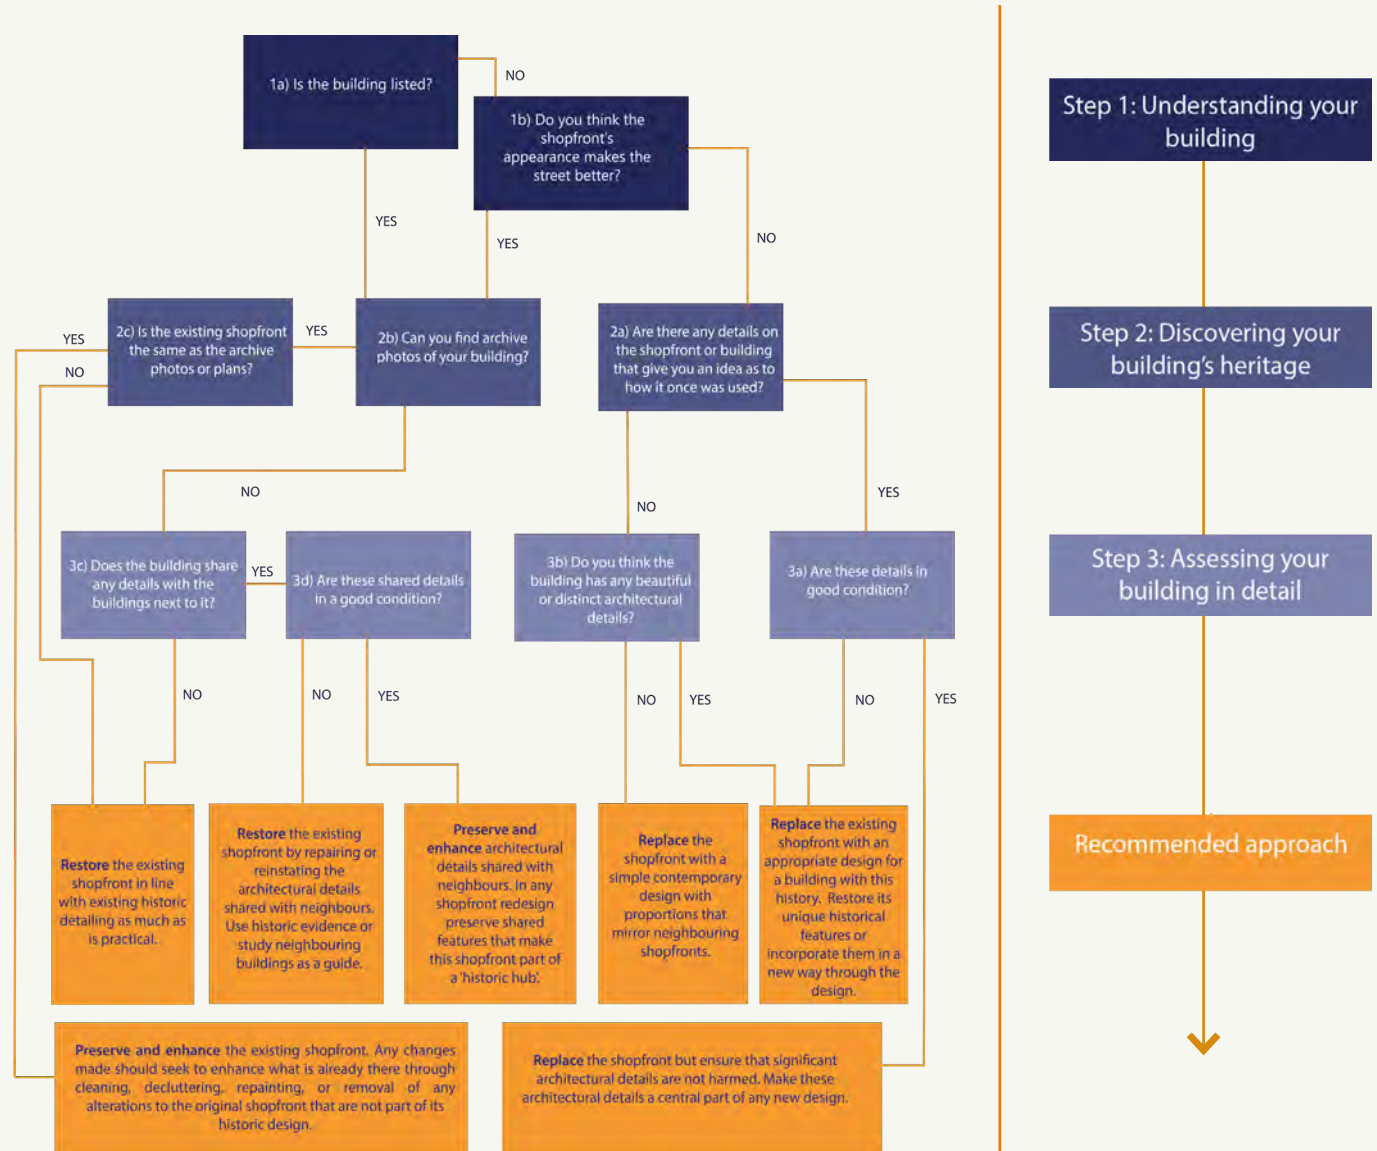 1a) Is the building listed?
NO
1b) Do you think the
shopfront's
appearance makes the
street better?
YES
YES
NO
2c) Is the existing shopfront
the same as the archive
photos or plans?
YES
NO
YES
2b) Can you find archive
photos of your building?
2a) Are there any details on
the shopfront or building
that give you an idea as to
how it once was used?
NO
NO
YES
3c) Does the building share
any details with the
buildings next to it?
YES
3d) Are these shared details
in a good condition?
3b) Do you think the
building has any beautiful
or distinct architectural
details?
3a) Are these details in
good condition?
NO
NO
YES
NO
YES
NO
YES
Restore the existing
shopfront in line
with existing historic
detailing as much as
is practical.
Restore the existing
shopfront by repairing or
reinstating the
architectural details
shared with neighbours.
Use historic evidence or
study neighbouring
buildings as a guide.
Preserve and
enhance architectural
details shared with
neighbours. In any
shopfront redesign
preserve shared
features that make
this shopfront part of
a 'historic hub'.
Replace the
shopfront with a
simple contemporary
design with
proportions that
mirror neighbouring
shopfronts.
Replace the existing
shopfront with an
appropriate design for
a building with this
history. Restore its
unique historical
features or
incorporate them in a
new way through the
design.
Preserve and enhance the existing shopfront. Any changes
made should seek to enhance what is already there through
cleaning, decluttering, repainting, or removal of any
alterations to the original shopfront that are not part of its
historic design.
Replace the shopfront but ensure that significant
architectural details are not harmed. Make these
architectural details a central part of any new design.
Step 1: Understanding your
building
Step 2: Discovering your
building's heritage
Step 3: Assessing your
building in detail
Recommended approach